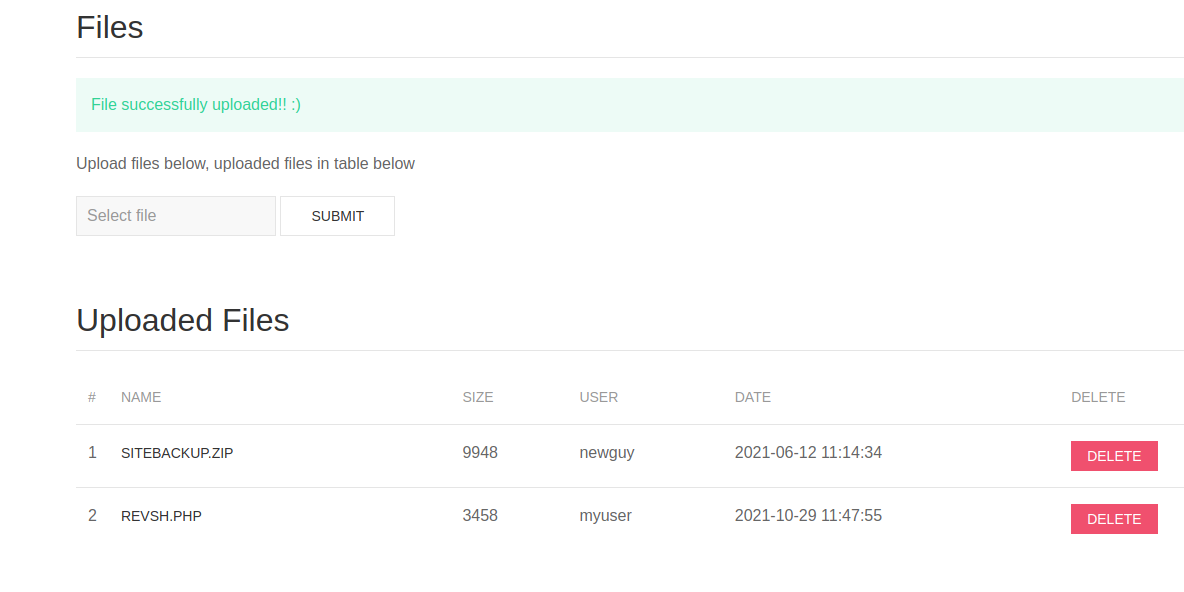 Files
File successfully uploaded!! :)
Upload files below, uploaded files in table below
Select file SUBMIT
Uploaded Files
# NAME SIZE USER DATE DELETE
1 SITEBACKUP.ZIP 9948 newguy 2021-06-12 11:14:34 DELETE
2 REVSH.PHP 3458 myuser 2021-10-29 11:47:55 DELETE